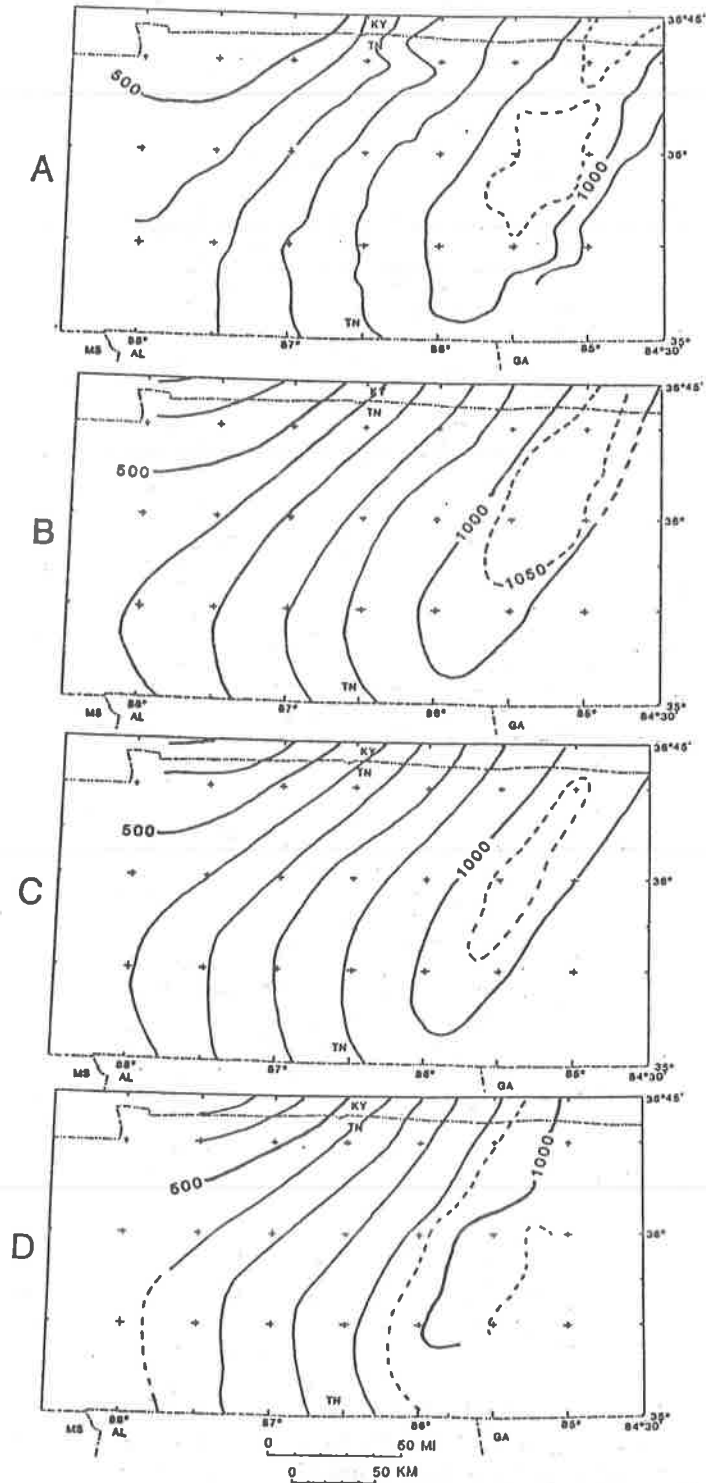 KY
36°45'
TN
500
A
36°
1000
TN
35°
MS
AL
88°
87°
86°
GA
85°
84°30'
KY
36°45'
TN
500
1000
36°
B
1050
TN
35°
MS
AL
88°
87°
86°
GA
85°
84°30'
KY
36°45'
TN
500
1000
36°
C
TN
35°
MS
AL
88°
87°
86°
GA
85°
84°30'
KY
36°45'
TN
1000
500
36°
D
TN
35°
MS
AL
88°
87°
86°
GA
85°
84°30'
0 50 MI
0 50 KM